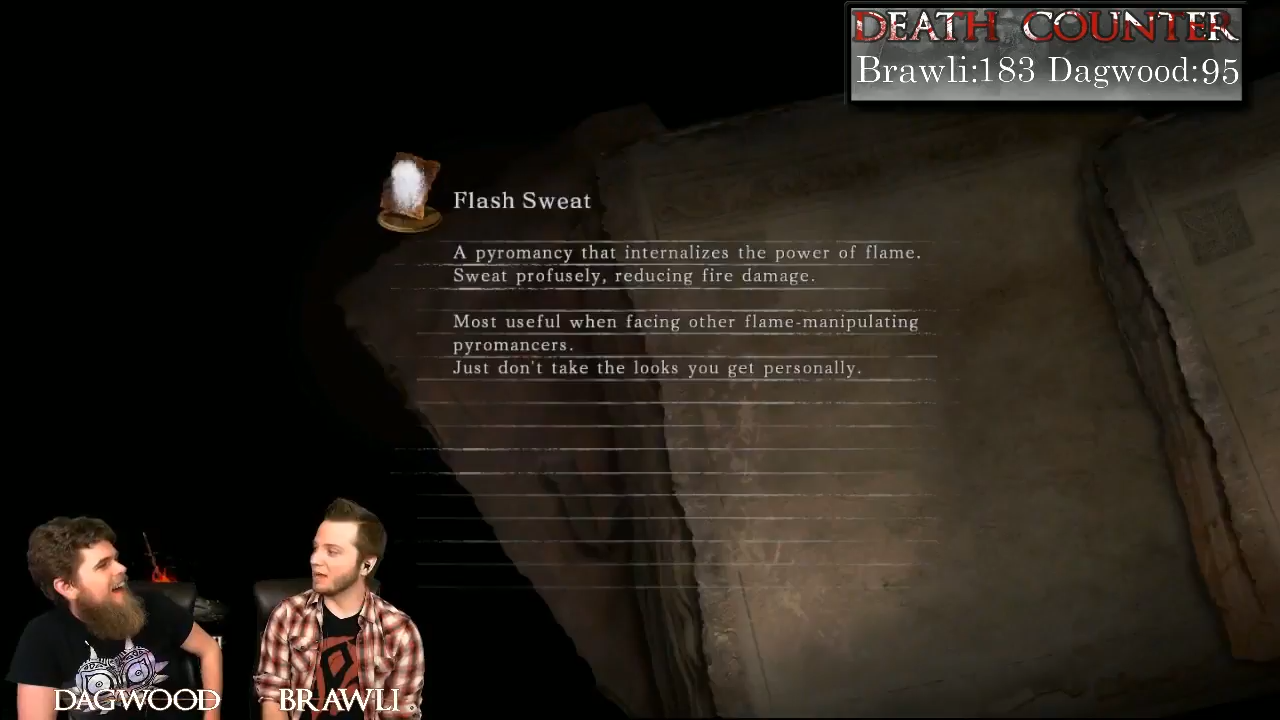 DEATH COUNTER
Brawli:183 Dagwood:95
Flash Sweat
A pyromancy that internalizes the power of flame.
Sweat profusely, reducing fire damage.
Most useful when facing other flame-manipulating
pyromancers.
Just don't take the looks you get personally.
DAGWOOD
BRAWLI